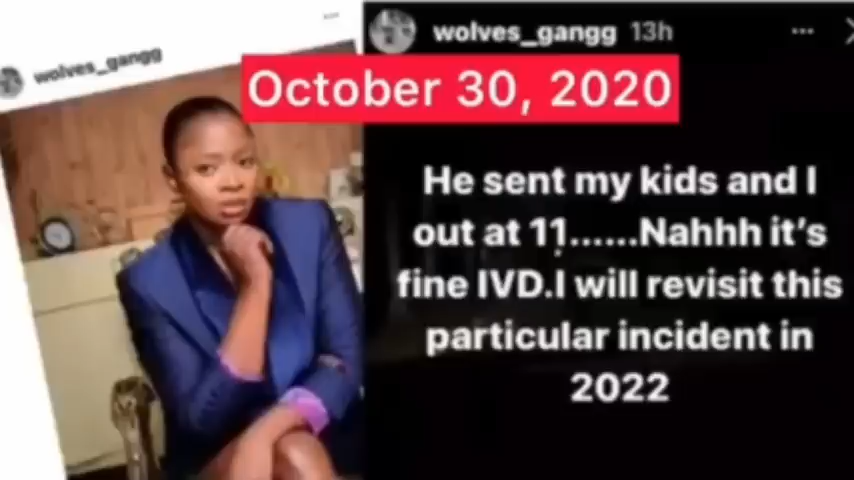 wolves_gangg
wolves_gangg 13h
October 30, 2020
He sent my kids and I
out at 11......Nahhh it's
fine IVD.I will revisit this
particular incident in
2022